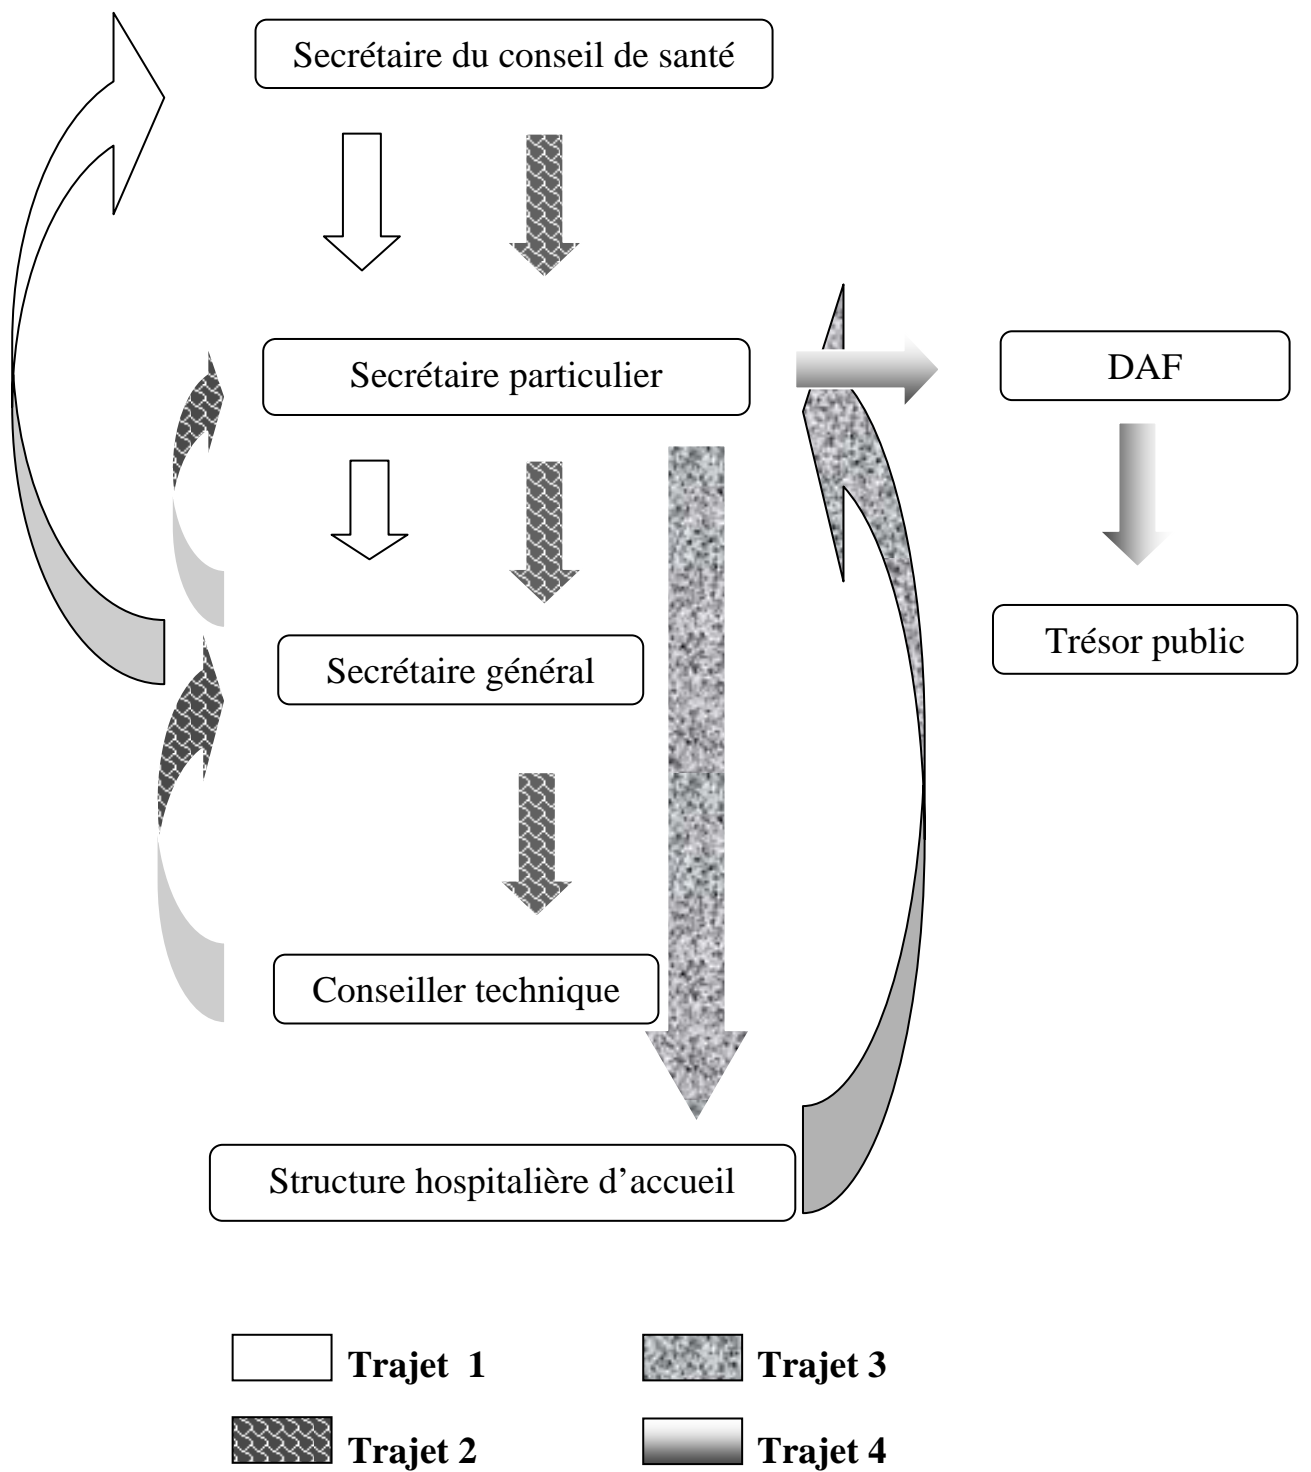 Secrétaire du conseil de santé
Secrétaire particulier
DAF
Secrétaire général
Trésor public
Conseiller technique
Structure hospitalière d’accueil
Trajet 1
Trajet 3
Trajet 2
Trajet 4